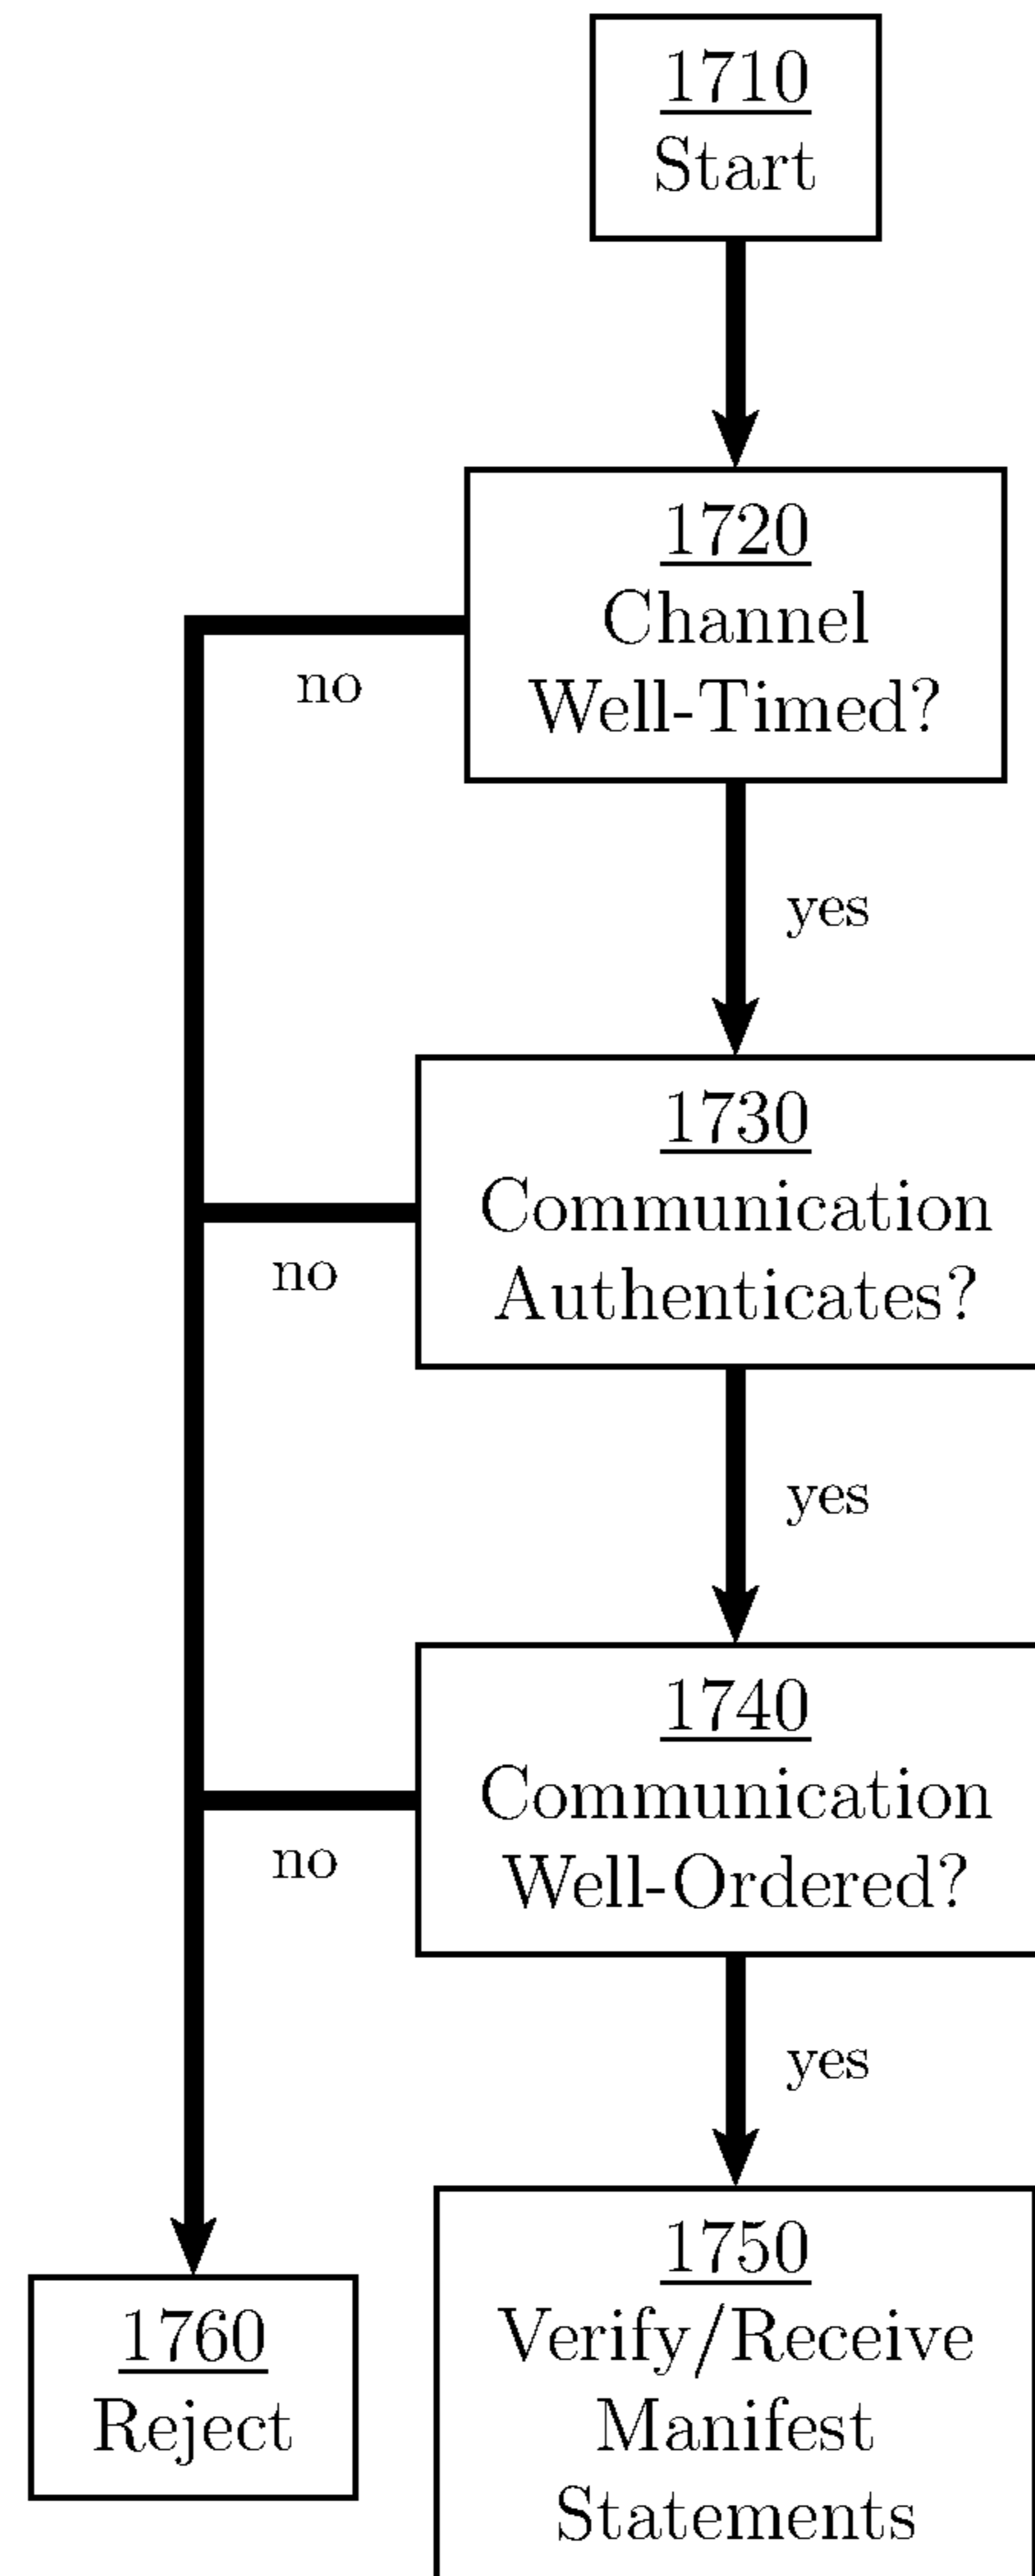 1710
Start
1720
Channel
Well-Timed?
no
yes
1730
Communication
Authenticates?
no
yes
1740
Communication
Well-Ordered?
no
yes
1750
Verify/Receive
Manifest
Statements
1760
Reject